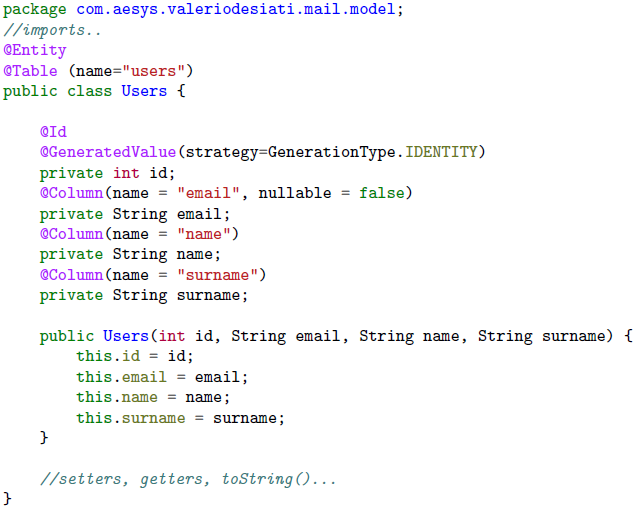 package com.aesys.valeriodesiati.mail.model;
//imports..
@Entity
@Table (name="users")
public class Users {
    @Id
    @GeneratedValue(strategy=GenerationType.IDENTITY)
    private int id;
    @Column(name = "email", nullable = false)
    private String email;
    @Column(name = "name")
    private String name;
    @Column(name = "surname")
    private String surname;
    public Users(int id, String email, String name, String surname) {
        this.id = id;
        this.email = email;
        this.name = name;
        this.surname = surname;
    }
    //setters, getters, toString()...
}